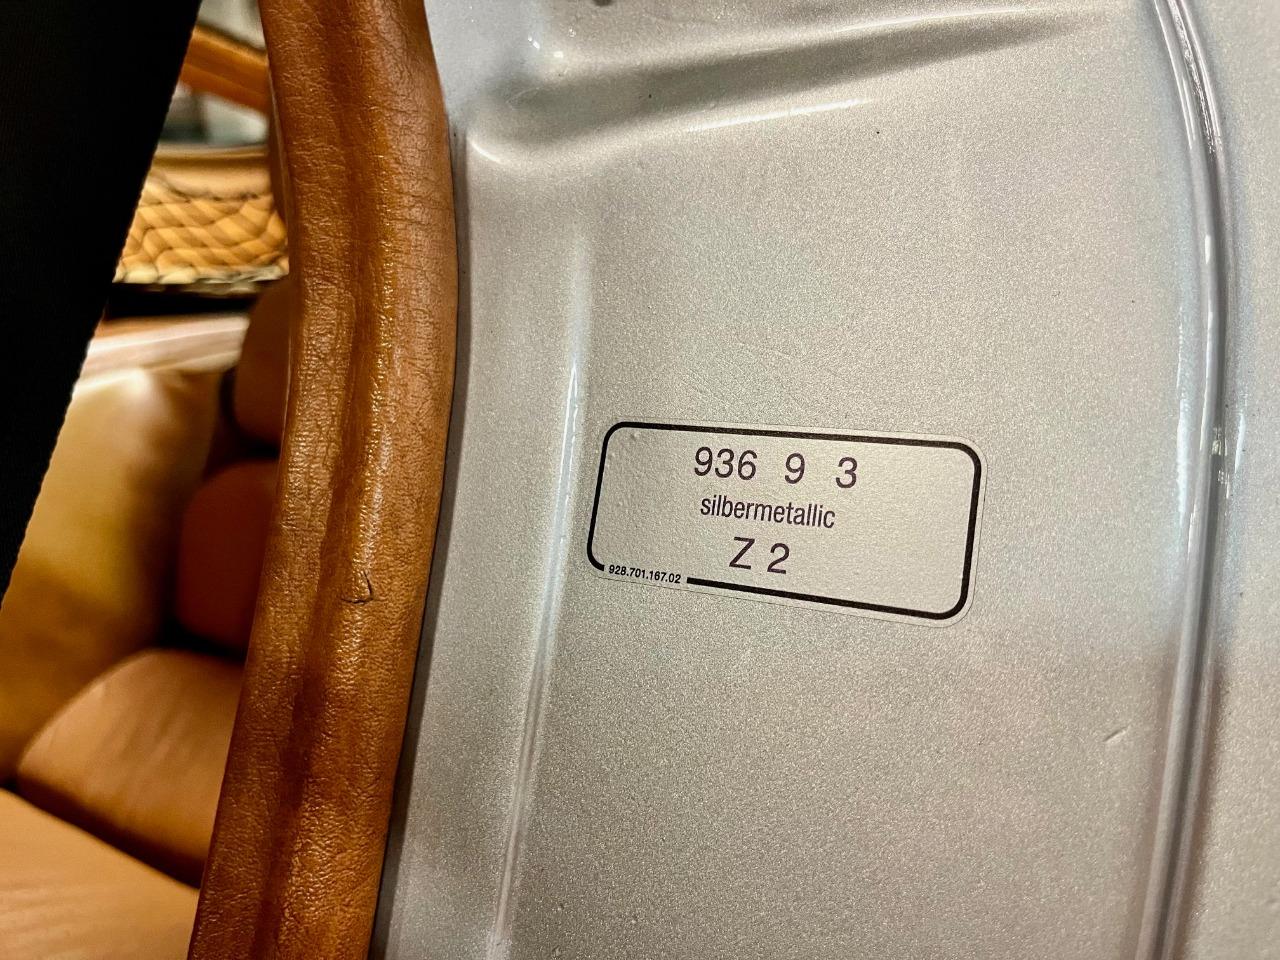 936 9 3
silbermetallic
Z 2
928.701.167.02